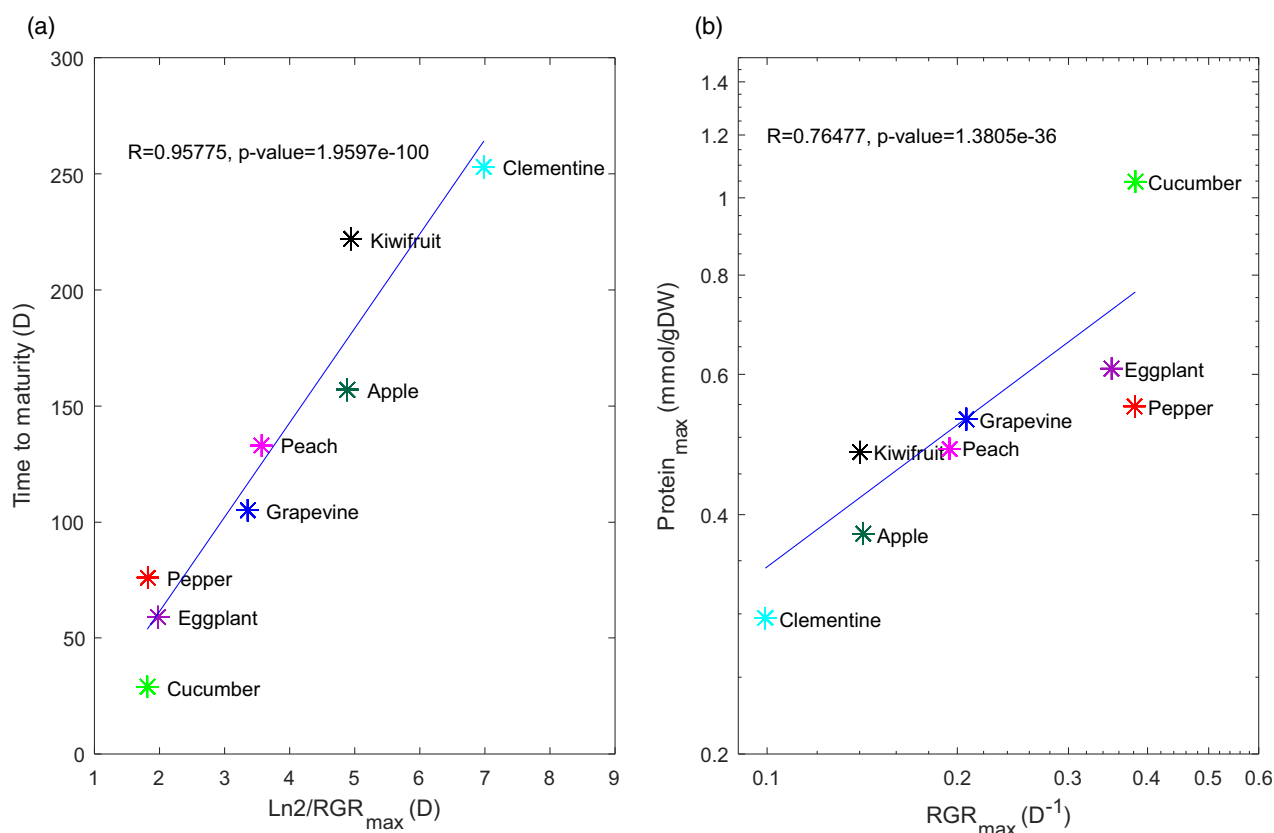 (a)
300
250
200
150
100
50
0
Time to maturity (D)
R=0.95775, p-value=1.9597e-100
Clementine
Kiwifruit
Apple
Peach
Grapevine
Pepper
Eggplant
Cucumber
1 2 3 4 5 6 7 8 9
Ln2/RGRmax (D)
(b)
1.4
1.2
1
0.8
0.6
0.4
0.2
Proteinmax (mmol/gDW)
R=0.76477, p-value=1.3805e-36
Cucumber
Eggplant
Pepper
Grapevine
Kiwifruit
Peach
Apple
Clementine
0.1 0.2 0.3 0.4 0.5 0.6
RGRmax (D-1)